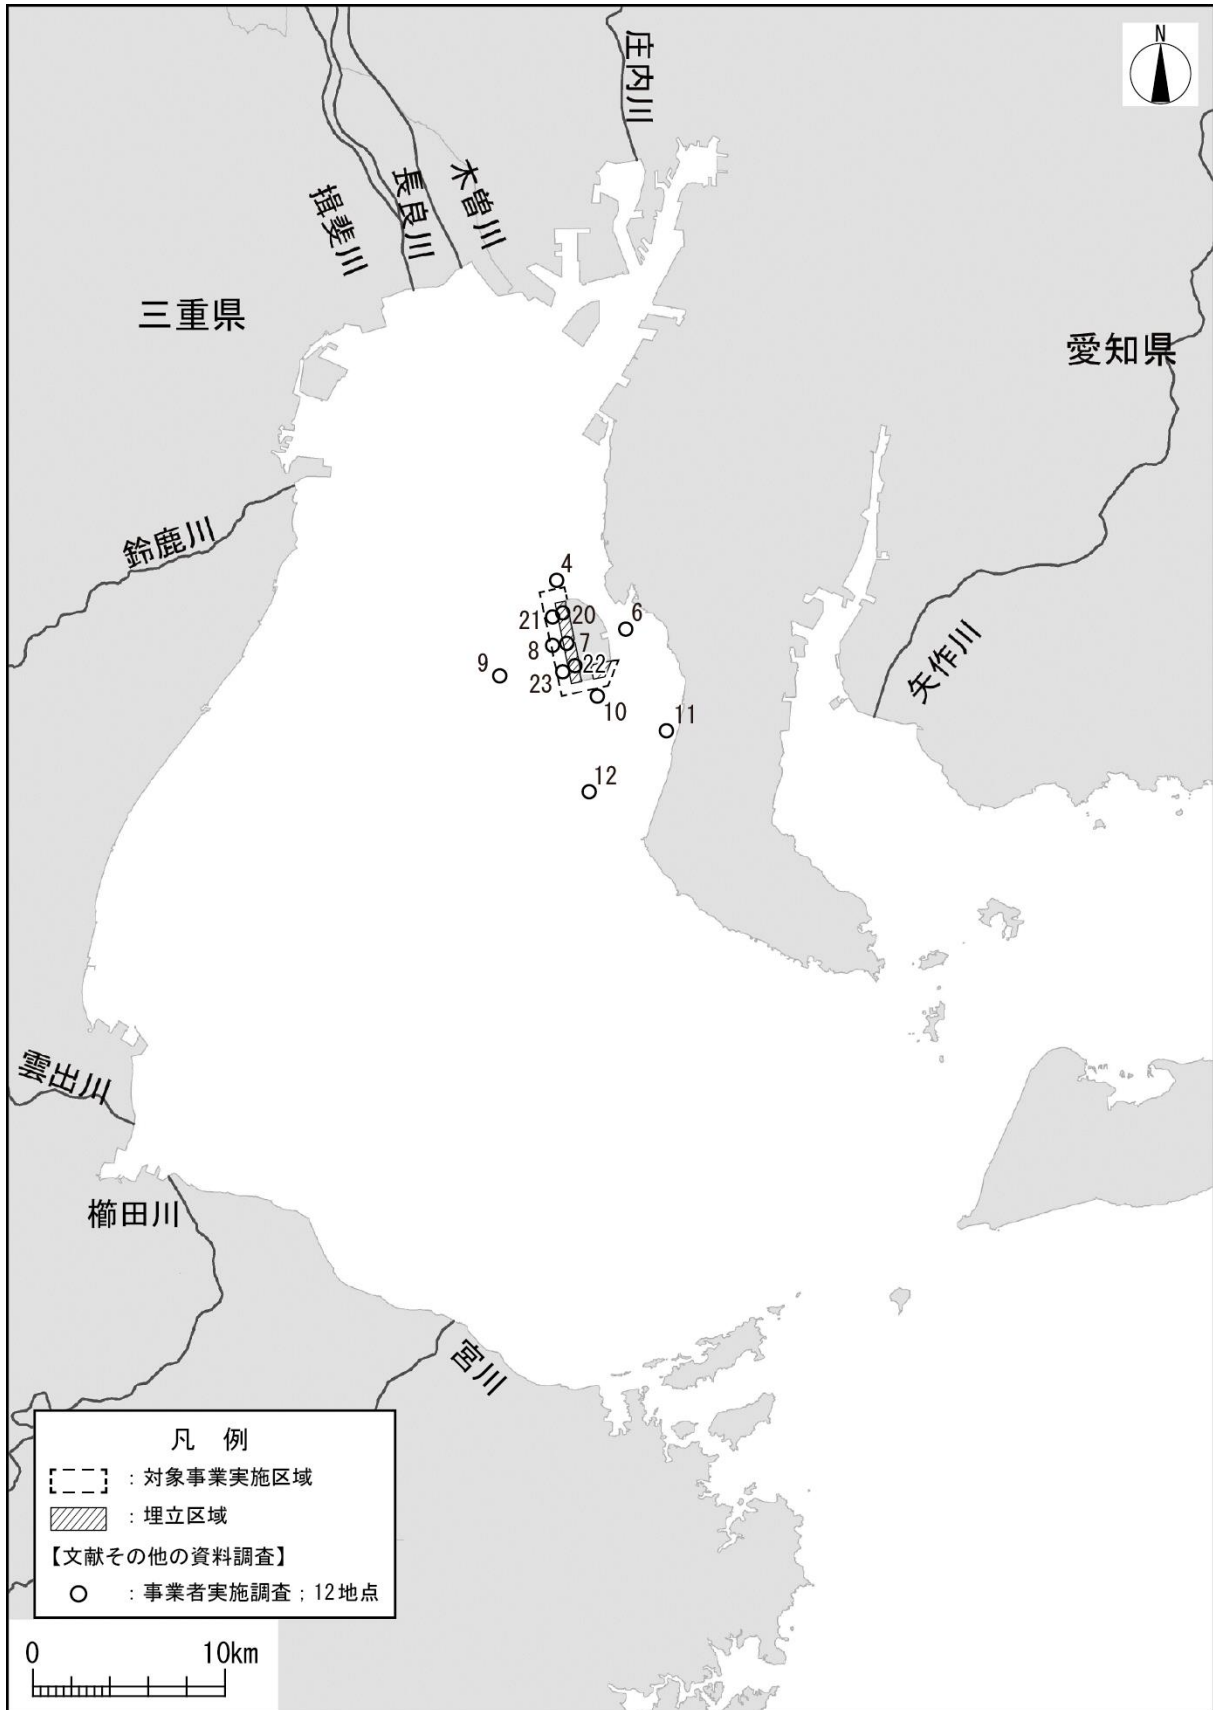 N
庄内川
木曽川
長良川
揖斐川
三重県
愛知県
鈴鹿川
4
20
21
6
7
8
22
9
23
10
11
12
矢作川
雲出川
櫛田川
宮川
凡 例
：対象事業実施区域
：埋立区域
【文献その他の資料調査】
：事業者実施調査；12地点
0 10km